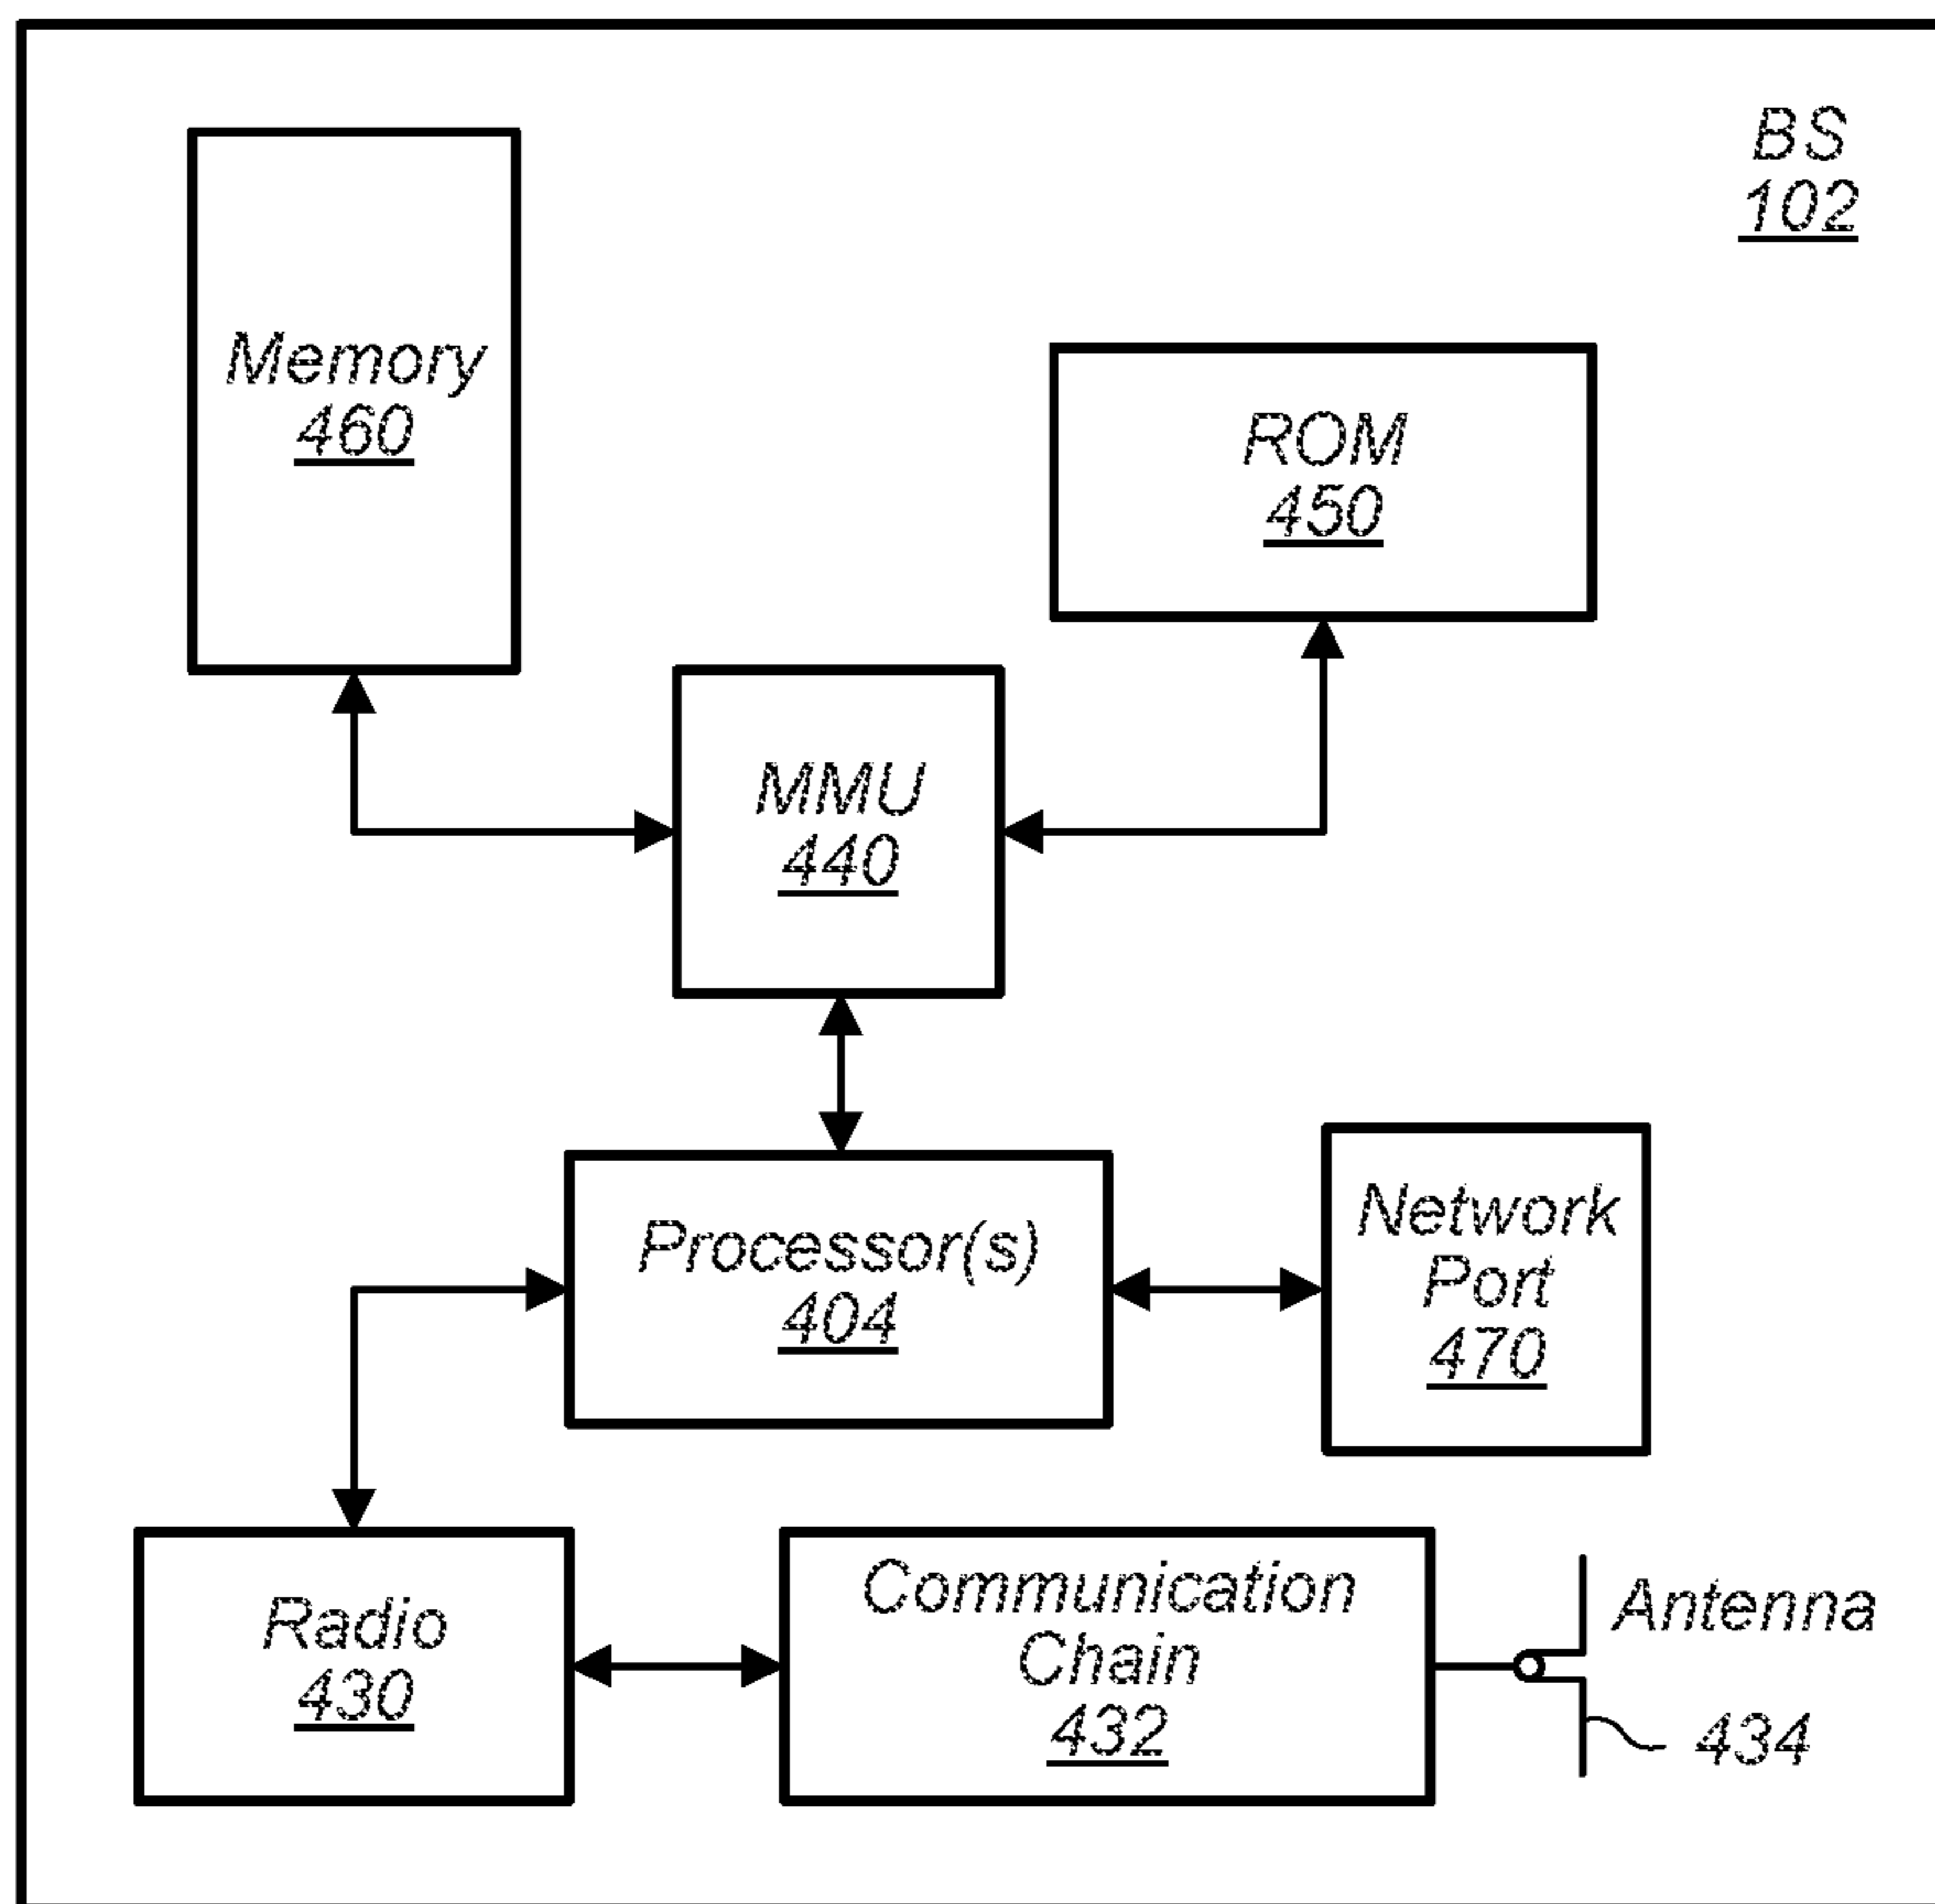 BS
102
Memory
460
ROM
450
MMU
440
Processor(s)
404
Network
Port
470
Radio
430
Communication
Chain
432
Antenna
434